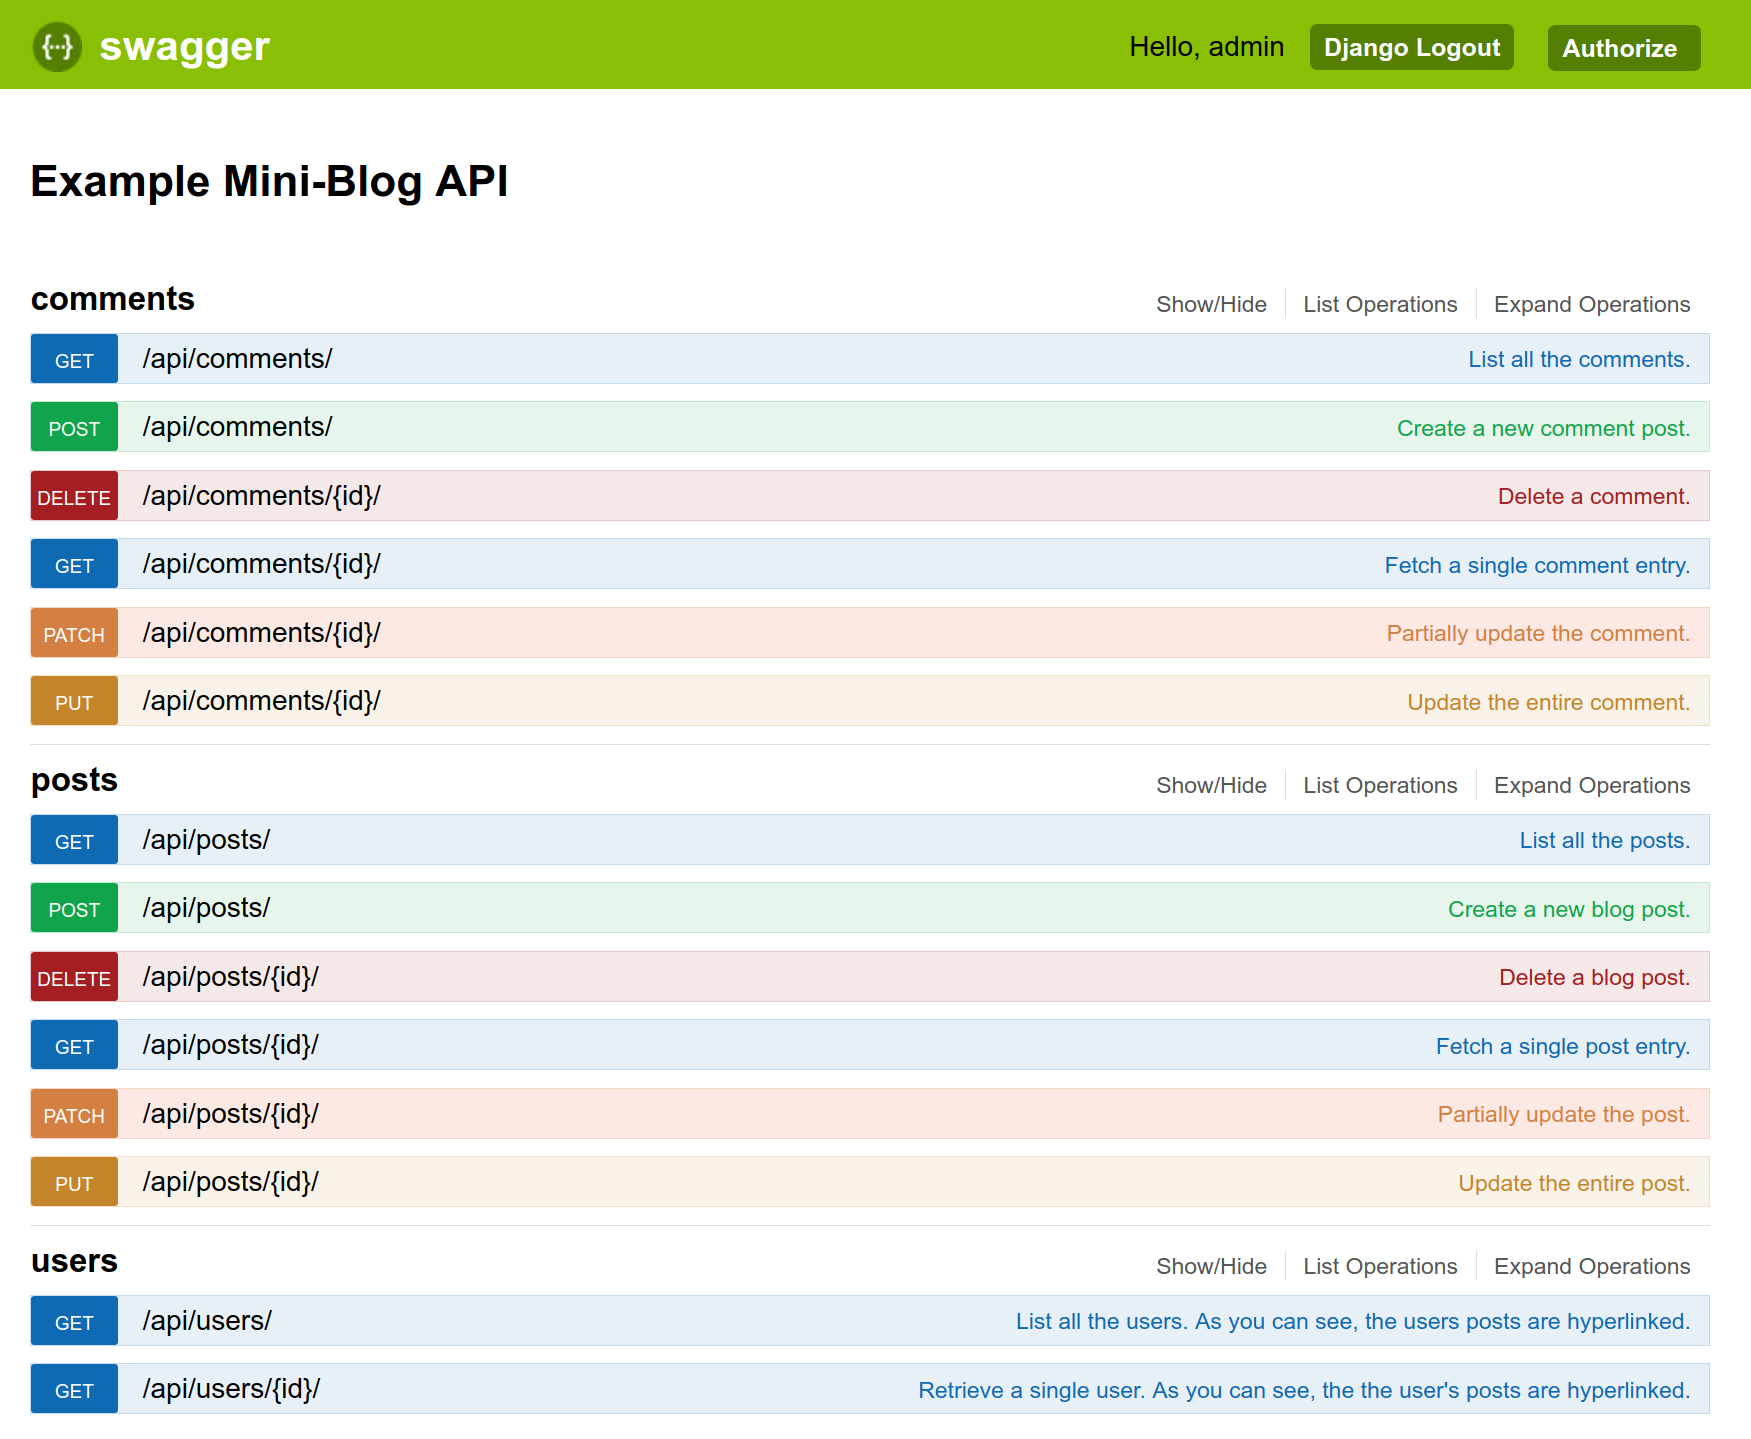 {···} swagger Hello, admin Django Logout Authorize
Example Mini-Blog API
comments Show/Hide List Operations Expand Operations
GET /api/comments/ List all the comments.
POST /api/comments/ Create a new comment post.
DELETE /api/comments/{id}/ Delete a comment.
GET /api/comments/{id}/ Fetch a single comment entry.
PATCH /api/comments/{id}/ Partially update the comment.
PUT /api/comments/{id}/ Update the entire comment.
posts Show/Hide List Operations Expand Operations
GET /api/posts/ List all the posts.
POST /api/posts/ Create a new blog post.
DELETE /api/posts/{id}/ Delete a blog post.
GET /api/posts/{id}/ Fetch a single post entry.
PATCH /api/posts/{id}/ Partially update the post.
PUT /api/posts/{id}/ Update the entire post.
users Show/Hide List Operations Expand Operations
GET /api/users/ List all the users. As you can see, the users posts are hyperlinked.
GET /api/users/{id}/ Retrieve a single user. As you can see, the the user's posts are hyperlinked.